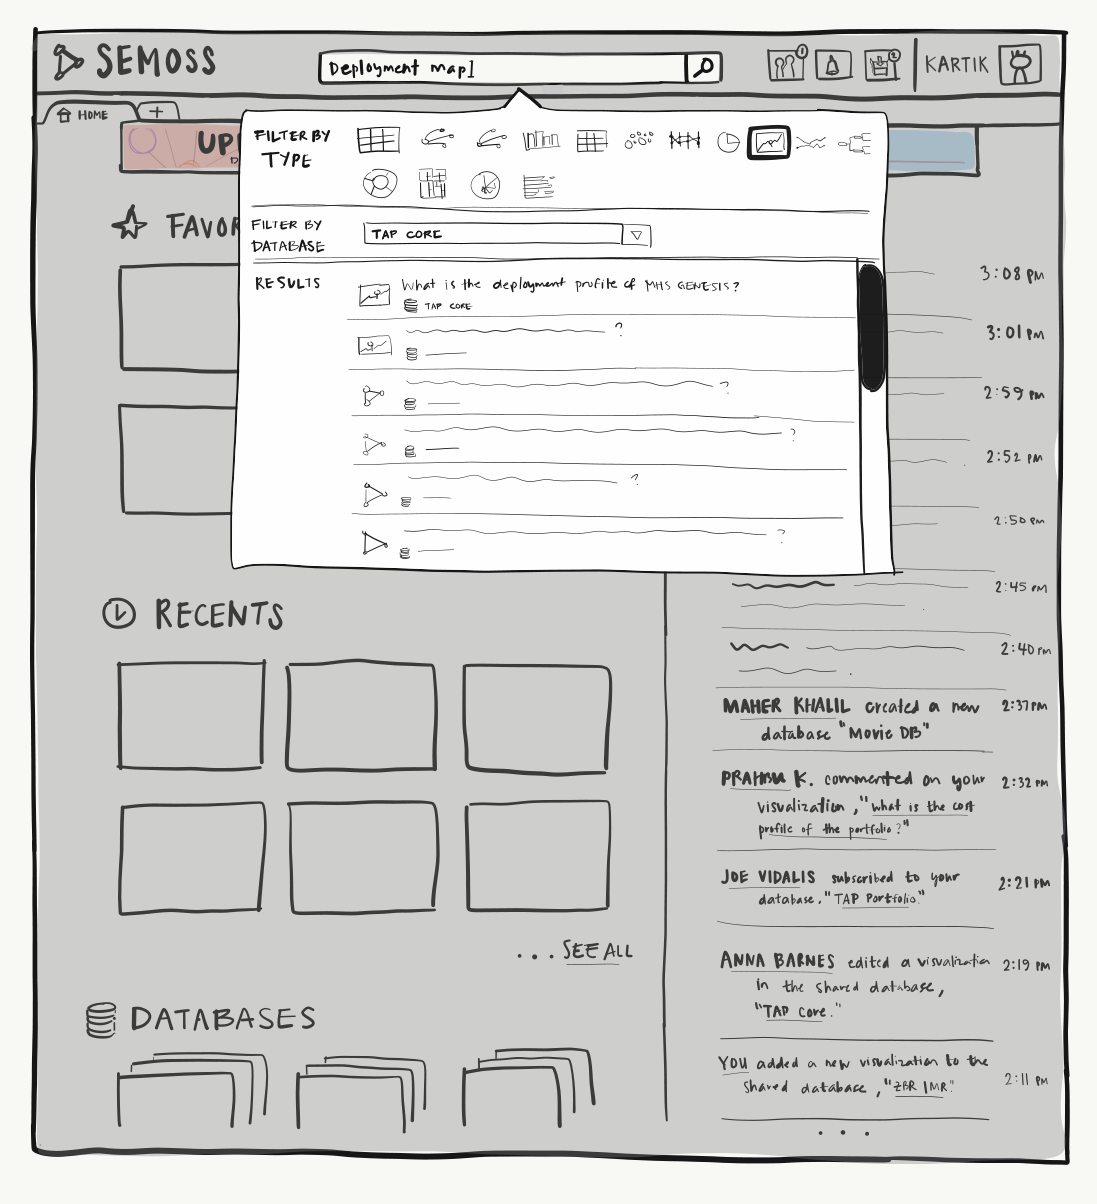 SEMOSS
Deployment map]
1
2
KARTIK
HOME
+
UP
D
FILTER BY
TYPE
FAVOR
FILTER BY
DATABASE
TAP CORE
RESULTS
What is the deployment profile of MHS GENESIS?
TAP CORE
?
?
?
?
?
3:08 PM
3:01 PM
2:59 PM
2:52 PM
2:50 PM
2:45 PM
2:40 PM
RECENTS
... SEE ALL
DATABASES
MAHER KHALIL created a new 2:37 PM
database "Movie DB"
K. commented on your 2:32 PM
visualization, "what is the cost
profile of the portfolio?"
JOE VIDALIS subscribed to your 2:21 PM
database, "TAP Portfolio."
ANNA BARNES edited a visualization 2:19 PM
in the shared database,
"TAP Core."
YOU added a new visualization to the
shared database, 2:11 PM
...